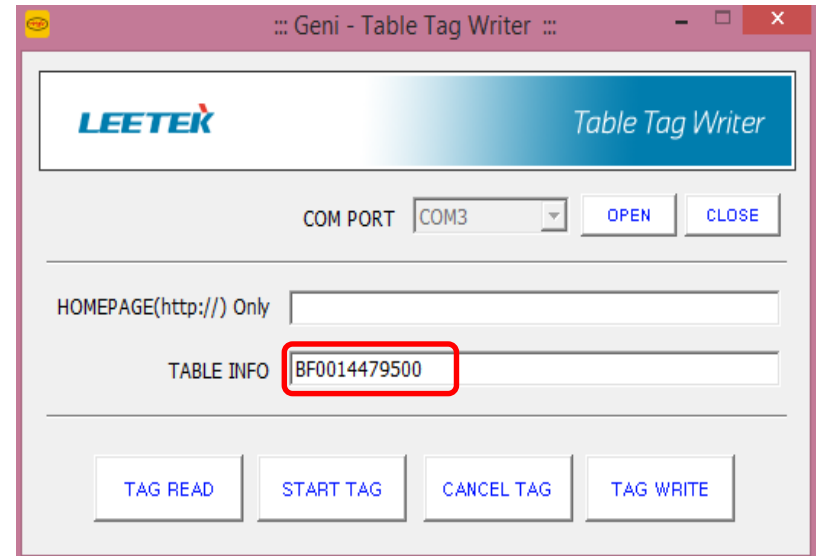 ::: Geni - Table Tag Writer :::
LEETEK Table Tag Writer
COM PORT COM3 OPEN CLOSE
HOMEPAGE(http://) Only
TABLE INFO BF0014479500
TAG READ START TAG CANCEL TAG TAG WRITE